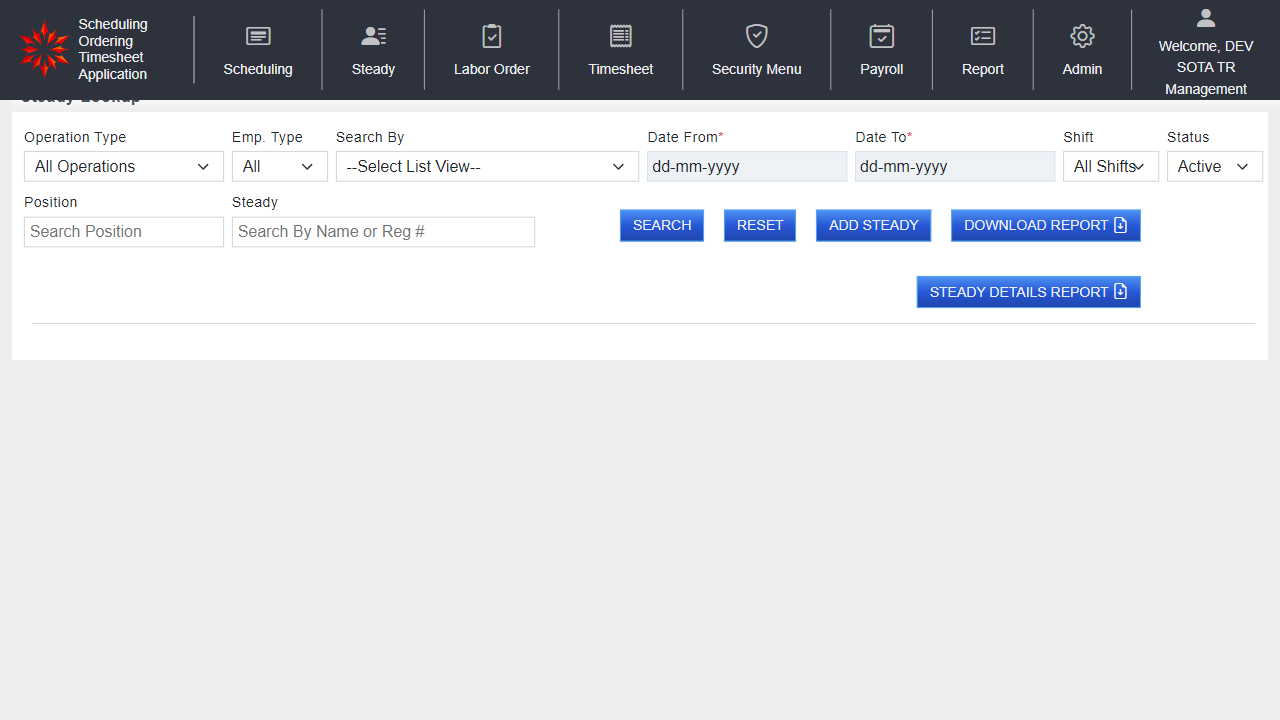 Scheduling
Ordering
Timesheet
Application
Scheduling
Steady
Labor Order
Timesheet
Security Menu
Payroll
Report
Admin
Welcome, DEV
SOTA TR
Management
Steady Lookup
Operation Type
Emp. Type
Search By
Date From*
Date To*
Shift
Status
All Operations
All
--Select List View--
dd-mm-yyyy
dd-mm-yyyy
All Shifts
Active
Position
Steady
Search Position
Search By Name or Reg #
SEARCH
RESET
ADD STEADY
DOWNLOAD REPORT
STEADY DETAILS REPORT